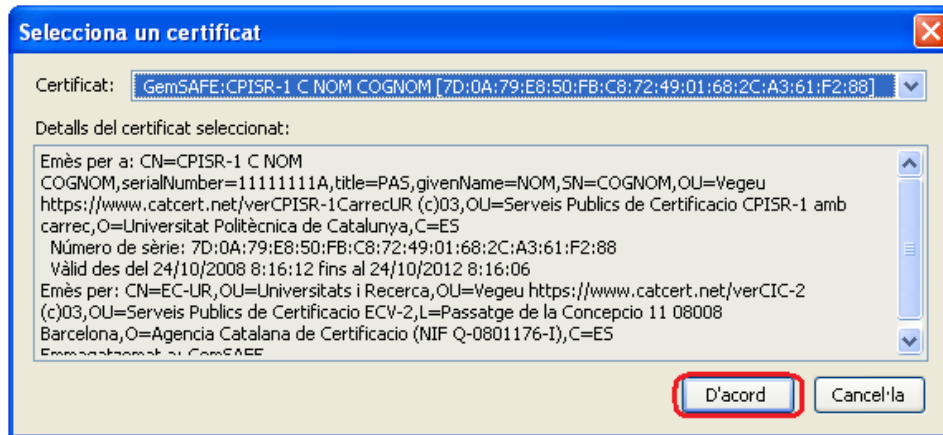 Selecciona un certificat
Certificat: GemSAFE:CPISR-1 C NOM COGNOM [7D:0A:79:E8:50:FB:C8:72:49:01:68:2C:A3:61:F2:88]
Detalls del certificat seleccionat:
Emès per a: CN=CPISR-1 C NOM
COGNOM,serialNumber=11111111A,title=PAS,givenName=NOM,SN=COGNOM,OU=Vegeu
https://www.catcert.net/verCPISR-1CarrecUR (c)03,OU=Serveis Publics de Certificacio CPISR-1 amb
carrec,O=Universitat Politècnica de Catalunya,C=ES
Número de sèrie: 7D:0A:79:E8:50:FB:C8:72:49:01:68:2C:A3:61:F2:88
Vàlid des del 24/10/2008 8:16:12 fins al 24/10/2012 8:16:06
Emès per: CN=EC-UR,OU=Universitats i Recerca,OU=Vegeu https://www.catcert.net/verCIC-2
(c)03,OU=Serveis Publics de Certificacio ECV-2,L=Passatge de la Concepcio 11 08008
Barcelona,O=Agencia Catalana de Certificacio (NIF Q-0801176-I),C=ES
Emmagatzemat a: GemSAFE
D'acord Cancel·la